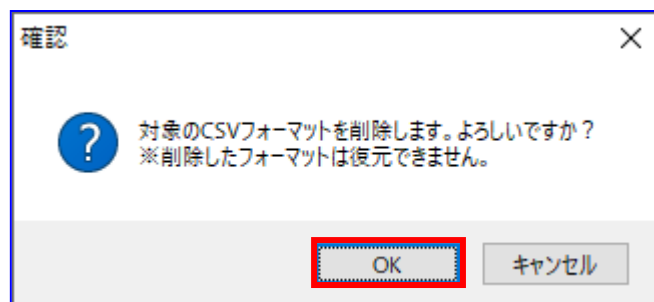 確認
対象のCSVフォーマットを削除します。よろしいですか？
※削除したフォーマットは復元できません。
OK
キャンセル